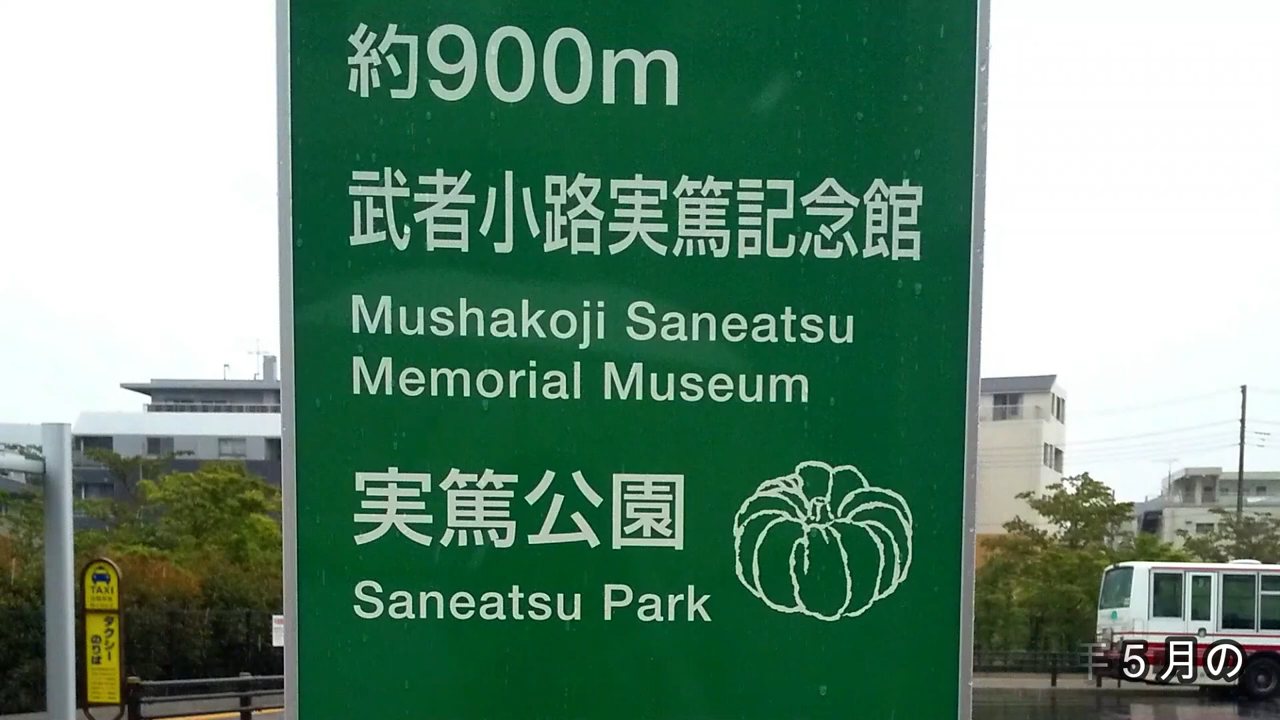 約900m
武者小路実篤記念館
Mushakoji Saneatsu
Memorial Museum
実篤公園
Saneatsu Park
TAXI
タクシー
のりば
5月の